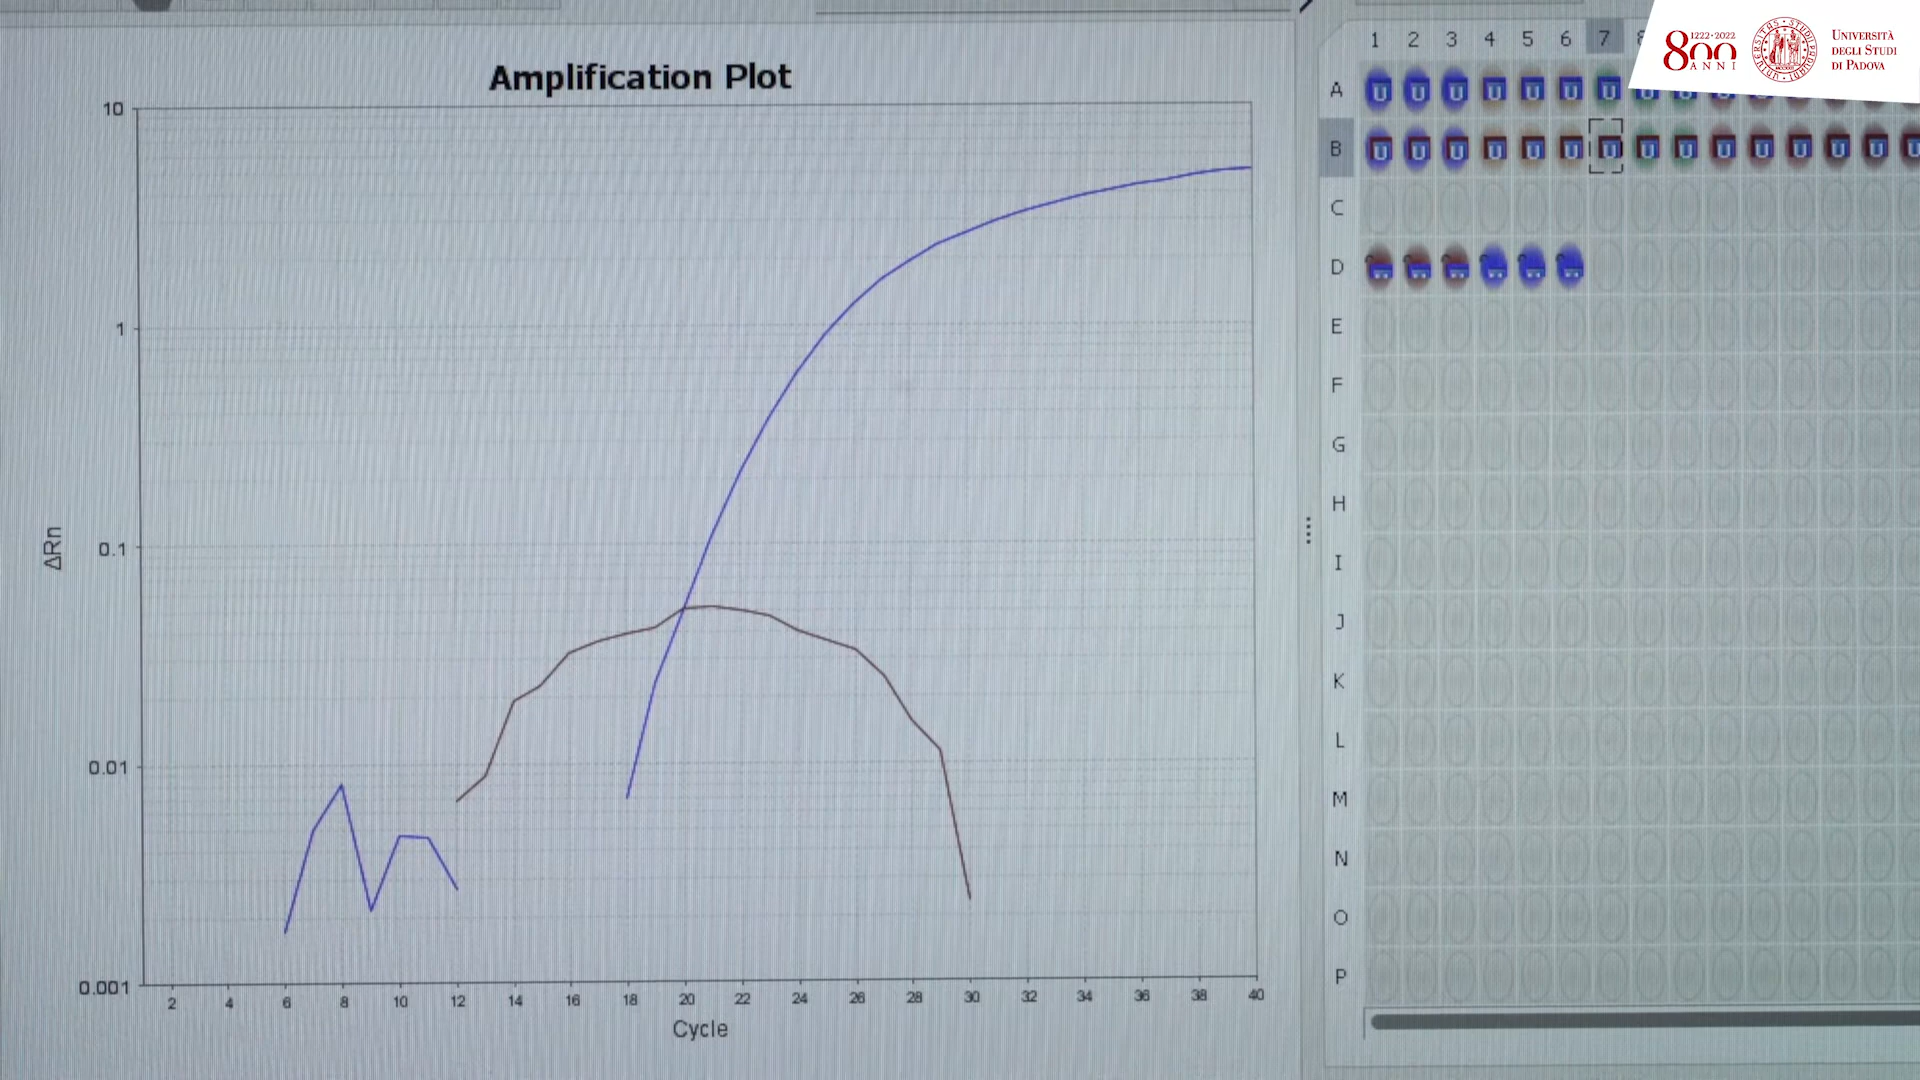 Amplification Plot
10
1
0.1
0.01
0.001
ΔRn
2 4 6 8 10 12 14 16 18 20 22 24 26 28 30 32 34 36 38 40
Cycle
1 2 3 4 5 6 7
A U U U U U U U U U
B U U U U U U U U U U U U U U U
C
D
E
F
G
H
I
J
K
L
M
N
O
P
1222·2022
800
ANNI
UNIVERSITÀ
DEGLI STUDI
DI PADOVA